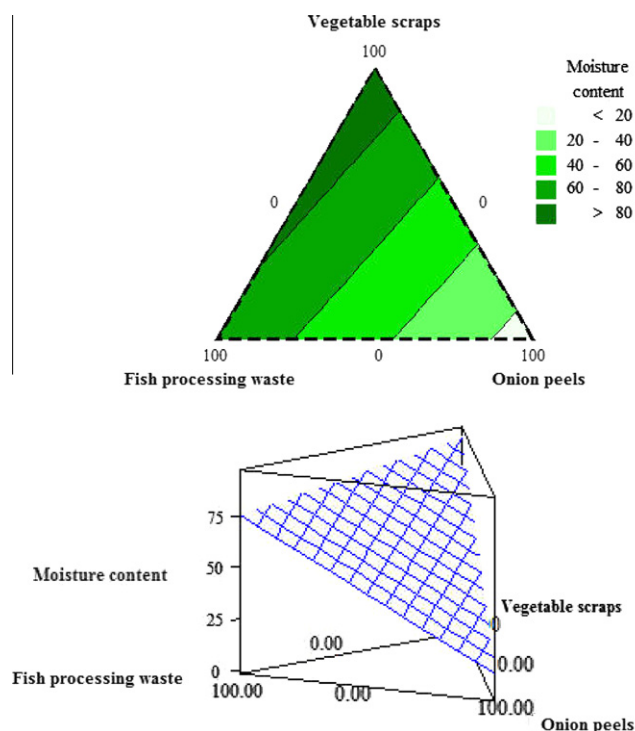 Vegetable scraps
100
Moisture
content
< 20
20 - 40
40 - 60
60 - 80
> 80
0
0
100
0
100
Fish processing waste
Onion peels
75
50
25
0
Moisture content
Vegetable scraps
0
0.00
0.00
Fish processing waste
100.00
0.00
100.00
Onion peels